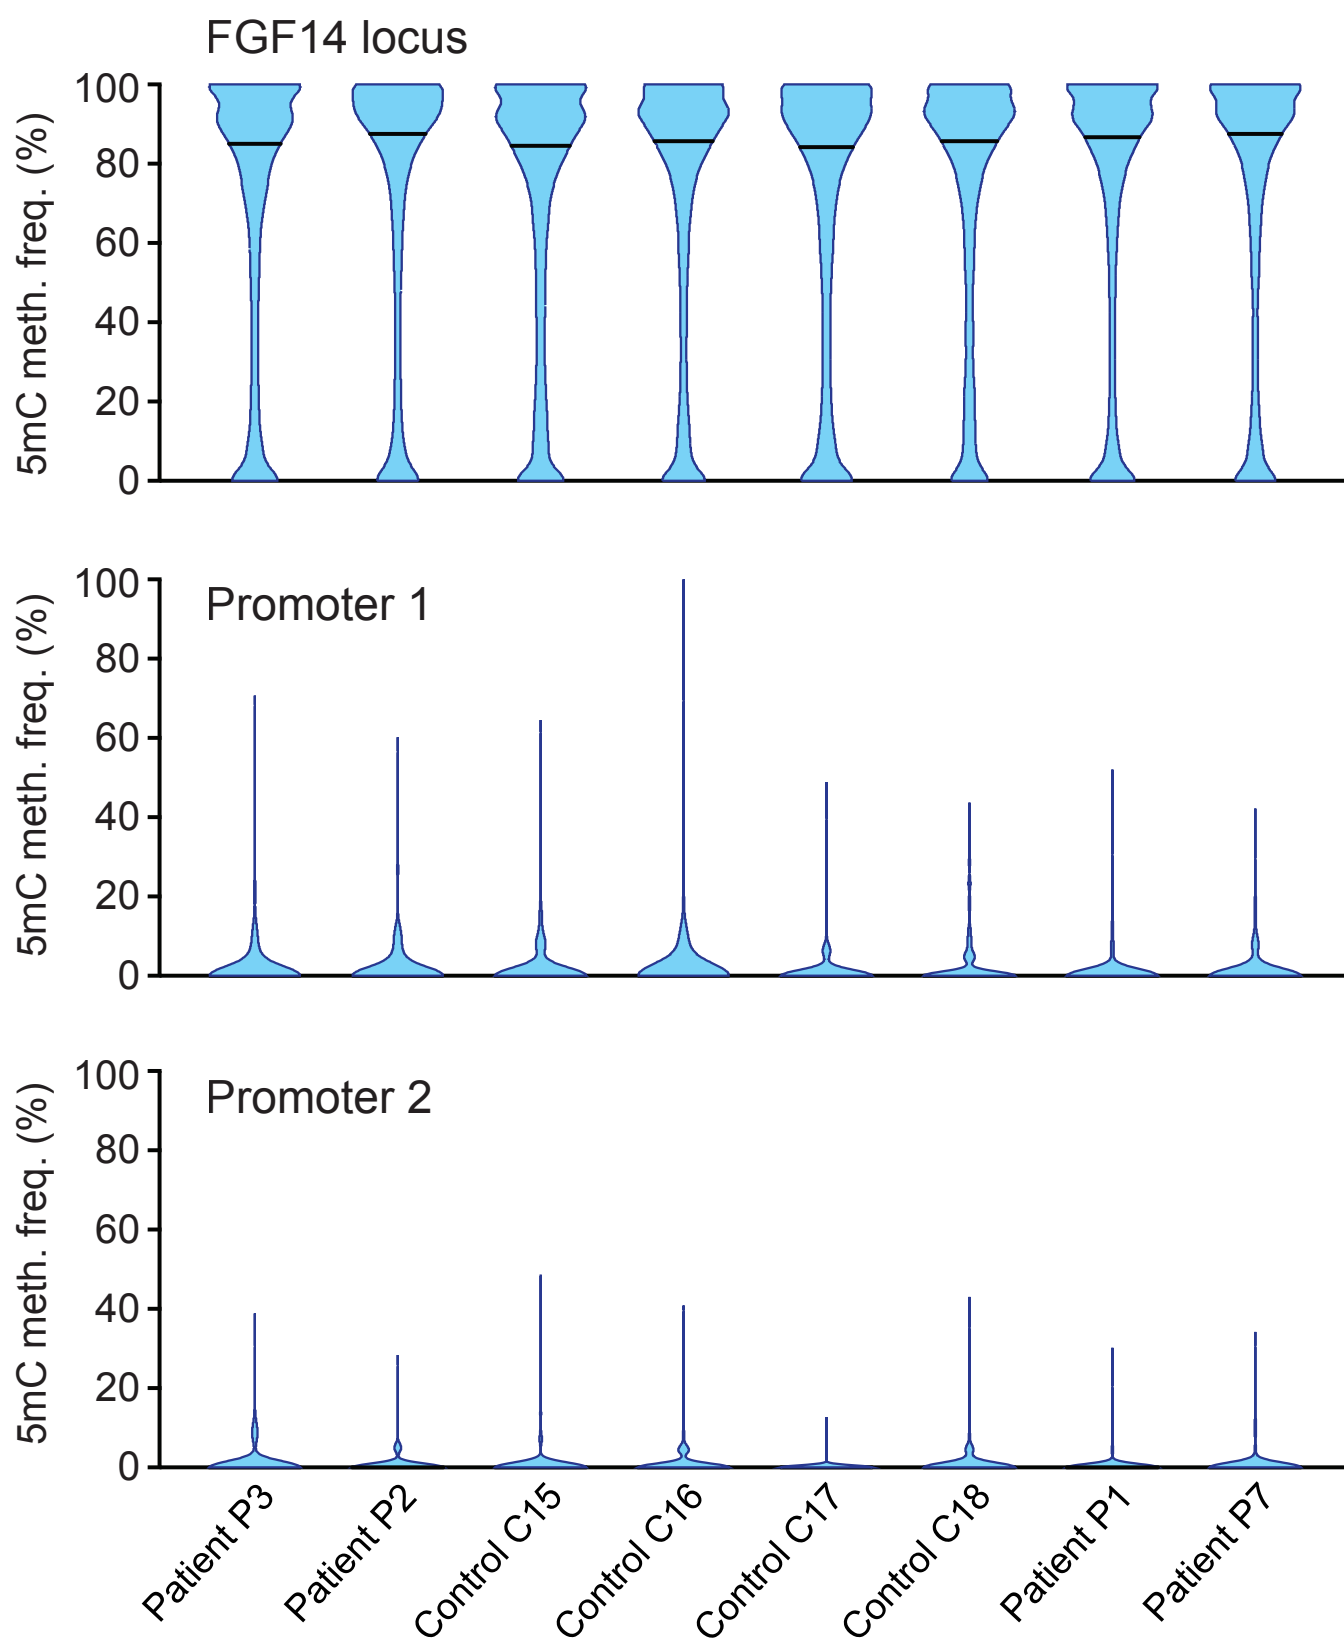 FGF14 locus
5mC meth. freq. (%)
100
80
60
40
20
0
Promoter 1
5mC meth. freq. (%)
100
80
60
40
20
0
Promoter 2
5mC meth. freq. (%)
100
80
60
40
20
0
Patient P3
Patient P2
Control C15
Control C16
Control C17
Control C18
Patient P1
Patient P7